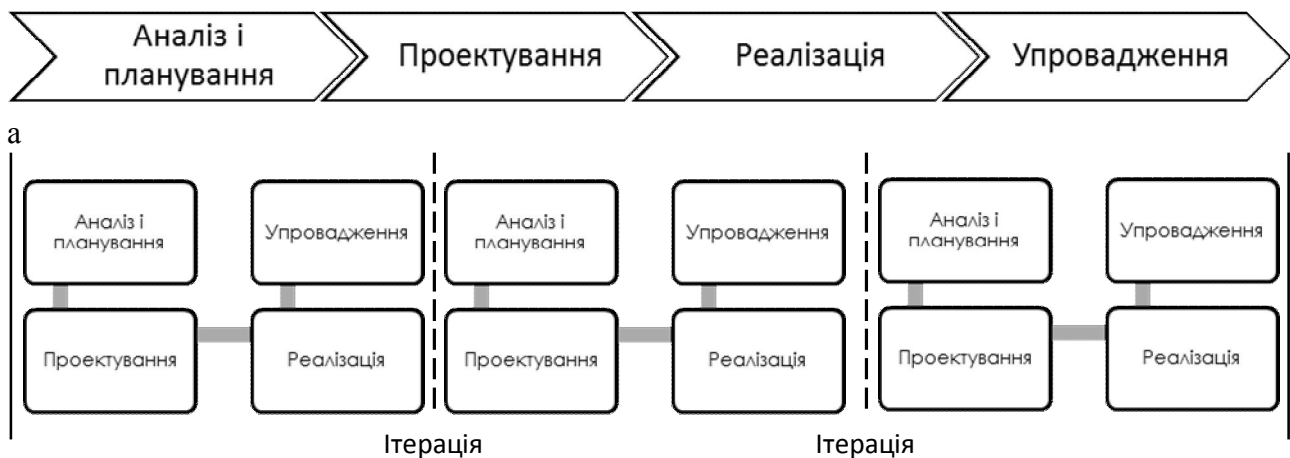 Аналіз і
планування
Проектування
Реалізація
Упровадження
а
Аналіз і
планування
Упровадження
Проектування
Реалізація
Аналіз і
планування
Упровадження
Проектування
Реалізація
Аналіз і
планування
Упровадження
Проектування
Реалізація
Ітерація
Ітерація